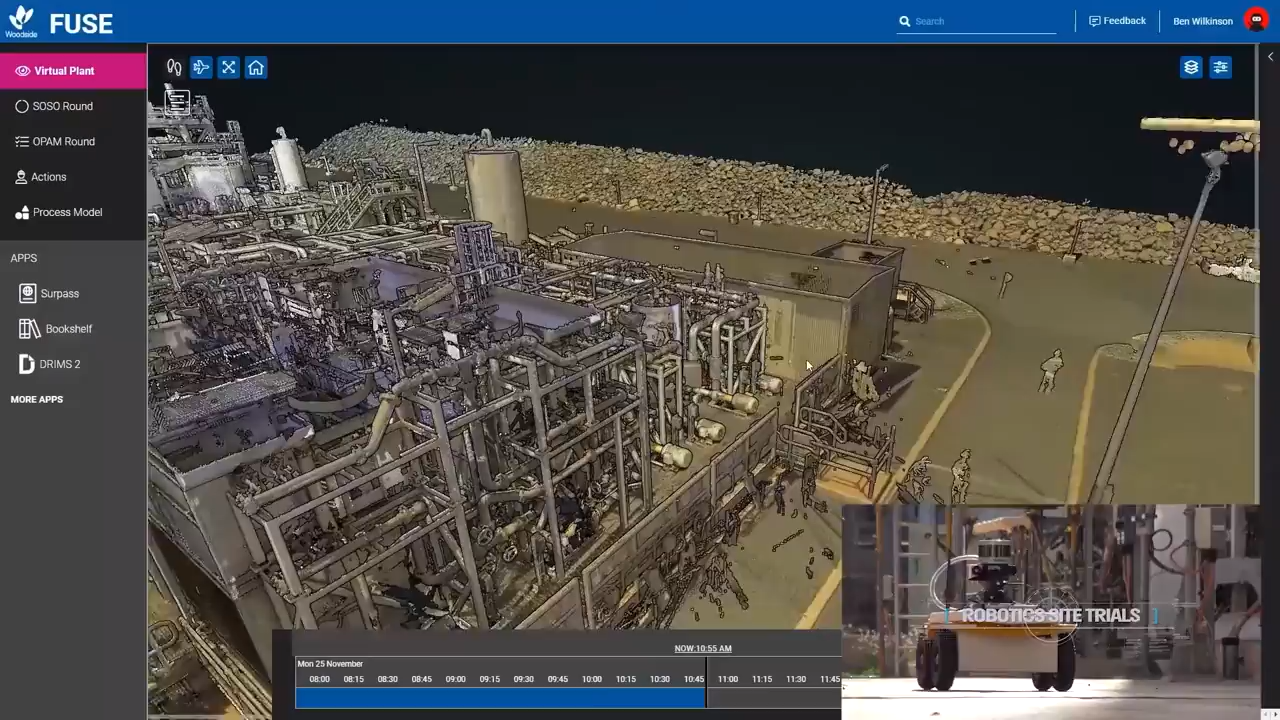 Woodside
FUSE
Search
Feedback
Ben Wilkinson
Virtual Plant
SOSO Round
OPAM Round
Actions
Process Model
APPS
Surpass
Bookshelf
DRIMS 2
MORE APPS
NOW:10:55 AM
Mon 25 November
08:00 08:15 08:30 08:45 09:00 09:15 09:30 09:45 10:00 10:15 10:30 10:45 11:00 11:15 11:30 11:45
[ ROBOTICS SITE TRIALS ]